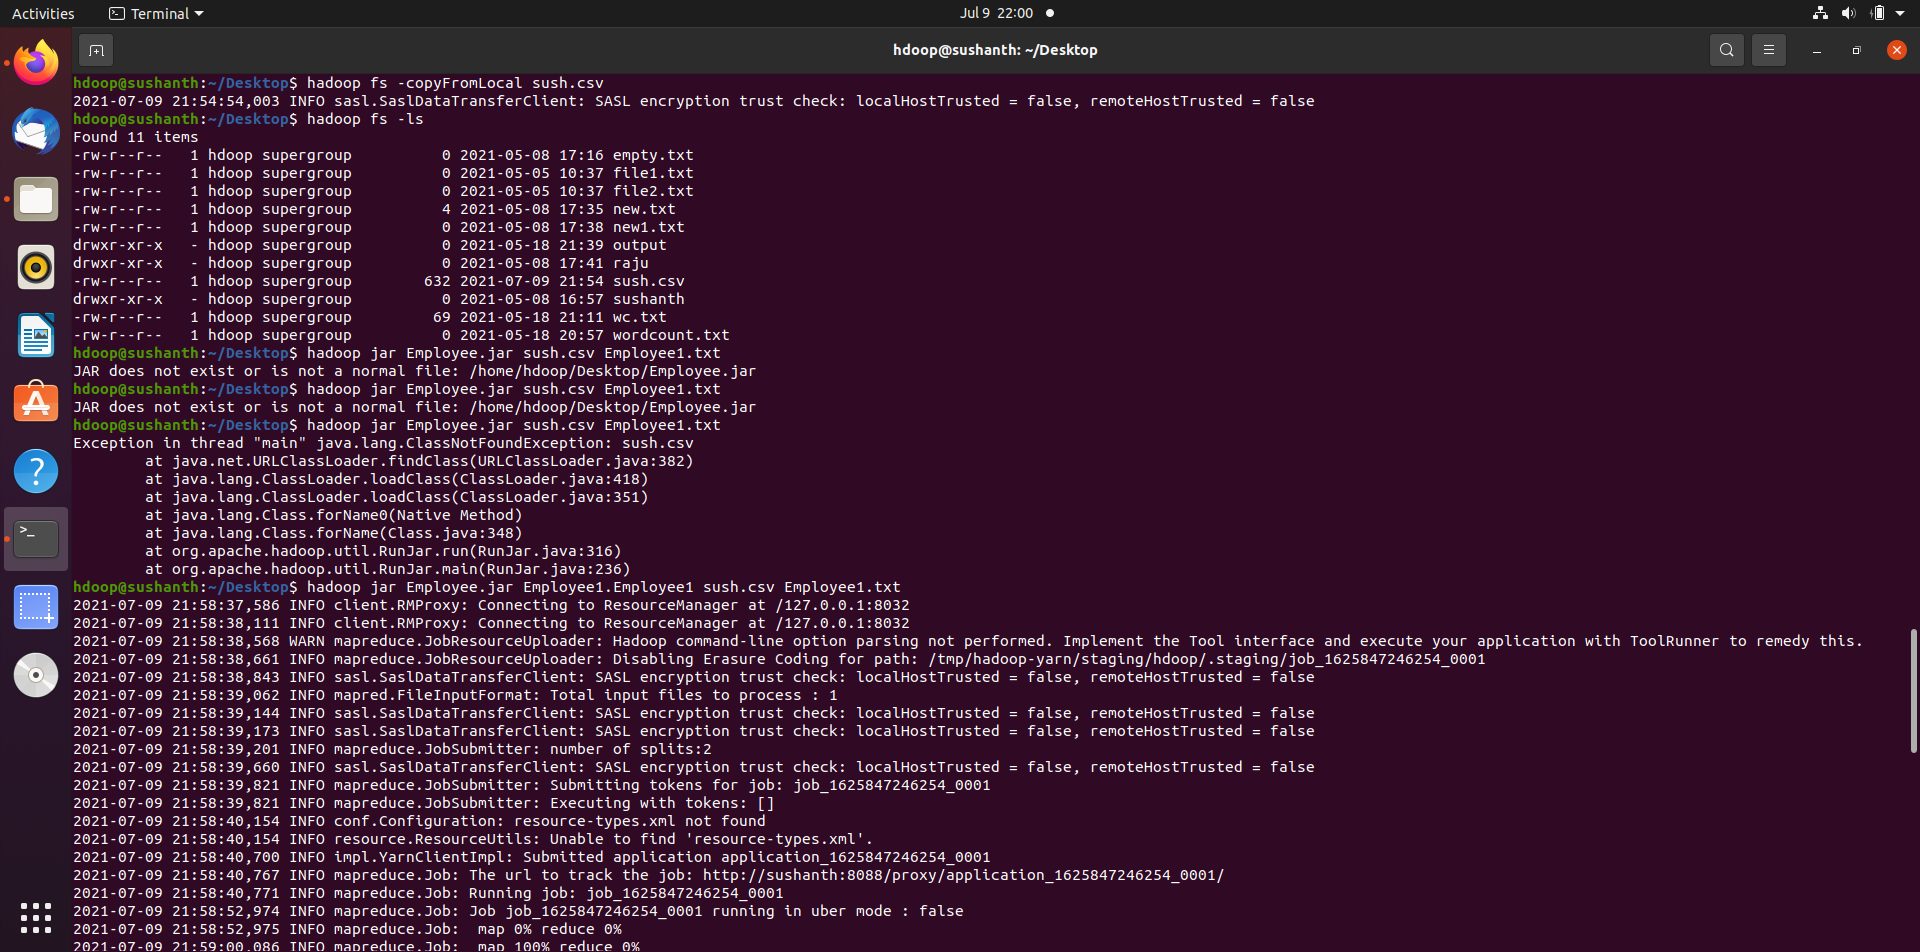 Activities Terminal Jul 9 22:00
hdoop@sushanth: ~/Desktop
hdoop@sushanth:~/Desktop$ hadoop fs -copyFromLocal sush.csv
2021-07-09 21:54:54,003 INFO sasl.SaslDataTransferClient: SASL encryption trust check: localHostTrusted = false, remoteHostTrusted = false
hdoop@sushanth:~/Desktop$ hadoop fs -ls
Found 11 items
-rw-r--r--   1 hdoop supergroup          0 2021-05-08 17:16 empty.txt
-rw-r--r--   1 hdoop supergroup          0 2021-05-05 10:37 file1.txt
-rw-r--r--   1 hdoop supergroup          0 2021-05-05 10:37 file2.txt
-rw-r--r--   1 hdoop supergroup          4 2021-05-08 17:35 new.txt
-rw-r--r--   1 hdoop supergroup          0 2021-05-08 17:38 new1.txt
drwxr-xr-x   - hdoop supergroup          0 2021-05-18 21:39 output
drwxr-xr-x   - hdoop supergroup          0 2021-05-08 17:41 raju
-rw-r--r--   1 hdoop supergroup        632 2021-07-09 21:54 sush.csv
drwxr-xr-x   - hdoop supergroup          0 2021-05-08 16:57 sushanth
-rw-r--r--   1 hdoop supergroup         69 2021-05-18 21:11 wc.txt
-rw-r--r--   1 hdoop supergroup          0 2021-05-18 20:57 wordcount.txt
hdoop@sushanth:~/Desktop$ hadoop jar Employee.jar sush.csv Employee1.txt
JAR does not exist or is not a normal file: /home/hdoop/Desktop/Employee.jar
hdoop@sushanth:~/Desktop$ hadoop jar Employee.jar sush.csv Employee1.txt
JAR does not exist or is not a normal file: /home/hdoop/Desktop/Employee.jar
hdoop@sushanth:~/Desktop$ hadoop jar Employee.jar sush.csv Employee1.txt
Exception in thread "main" java.lang.ClassNotFoundException: sush.csv
        at java.net.URLClassLoader.findClass(URLClassLoader.java:382)
        at java.lang.ClassLoader.loadClass(ClassLoader.java:418)
        at java.lang.ClassLoader.loadClass(ClassLoader.java:351)
        at java.lang.Class.forName0(Native Method)
        at java.lang.Class.forName(Class.java:348)
        at org.apache.hadoop.util.RunJar.run(RunJar.java:316)
        at org.apache.hadoop.util.RunJar.main(RunJar.java:236)
hdoop@sushanth:~/Desktop$ hadoop jar Employee.jar Employee1.Employee1 sush.csv Employee1.txt
2021-07-09 21:58:37,586 INFO client.RMProxy: Connecting to ResourceManager at /127.0.0.1:8032
2021-07-09 21:58:38,111 INFO client.RMProxy: Connecting to ResourceManager at /127.0.0.1:8032
2021-07-09 21:58:38,568 WARN mapreduce.JobResourceUploader: Hadoop command-line option parsing not performed. Implement the Tool interface and execute your application with ToolRunner to remedy this.
2021-07-09 21:58:38,661 INFO mapreduce.JobResourceUploader: Disabling Erasure Coding for path: /tmp/hadoop-yarn/staging/hdoop/.staging/job_1625847246254_0001
2021-07-09 21:58:38,843 INFO sasl.SaslDataTransferClient: SASL encryption trust check: localHostTrusted = false, remoteHostTrusted = false
2021-07-09 21:58:39,062 INFO mapred.FileInputFormat: Total input files to process : 1
2021-07-09 21:58:39,144 INFO sasl.SaslDataTransferClient: SASL encryption trust check: localHostTrusted = false, remoteHostTrusted = false
2021-07-09 21:58:39,173 INFO sasl.SaslDataTransferClient: SASL encryption trust check: localHostTrusted = false, remoteHostTrusted = false
2021-07-09 21:58:39,201 INFO mapreduce.JobSubmitter: number of splits:2
2021-07-09 21:58:39,660 INFO sasl.SaslDataTransferClient: SASL encryption trust check: localHostTrusted = false, remoteHostTrusted = false
2021-07-09 21:58:39,821 INFO mapreduce.JobSubmitter: Submitting tokens for job: job_1625847246254_0001
2021-07-09 21:58:39,821 INFO mapreduce.JobSubmitter: Executing with tokens: []
2021-07-09 21:58:40,154 INFO conf.Configuration: resource-types.xml not found
2021-07-09 21:58:40,154 INFO resource.ResourceUtils: Unable to find 'resource-types.xml'.
2021-07-09 21:58:40,700 INFO impl.YarnClientImpl: Submitted application application_1625847246254_0001
2021-07-09 21:58:40,767 INFO mapreduce.Job: The url to track the job: http://sushanth:8088/proxy/application_1625847246254_0001/
2021-07-09 21:58:40,771 INFO mapreduce.Job: Running job: job_1625847246254_0001
2021-07-09 21:58:52,974 INFO mapreduce.Job: Job job_1625847246254_0001 running in uber mode : false
2021-07-09 21:58:52,975 INFO mapreduce.Job:  map 0% reduce 0%
2021-07-09 21:59:00,086 INFO mapreduce.Job:  map 100% reduce 0%